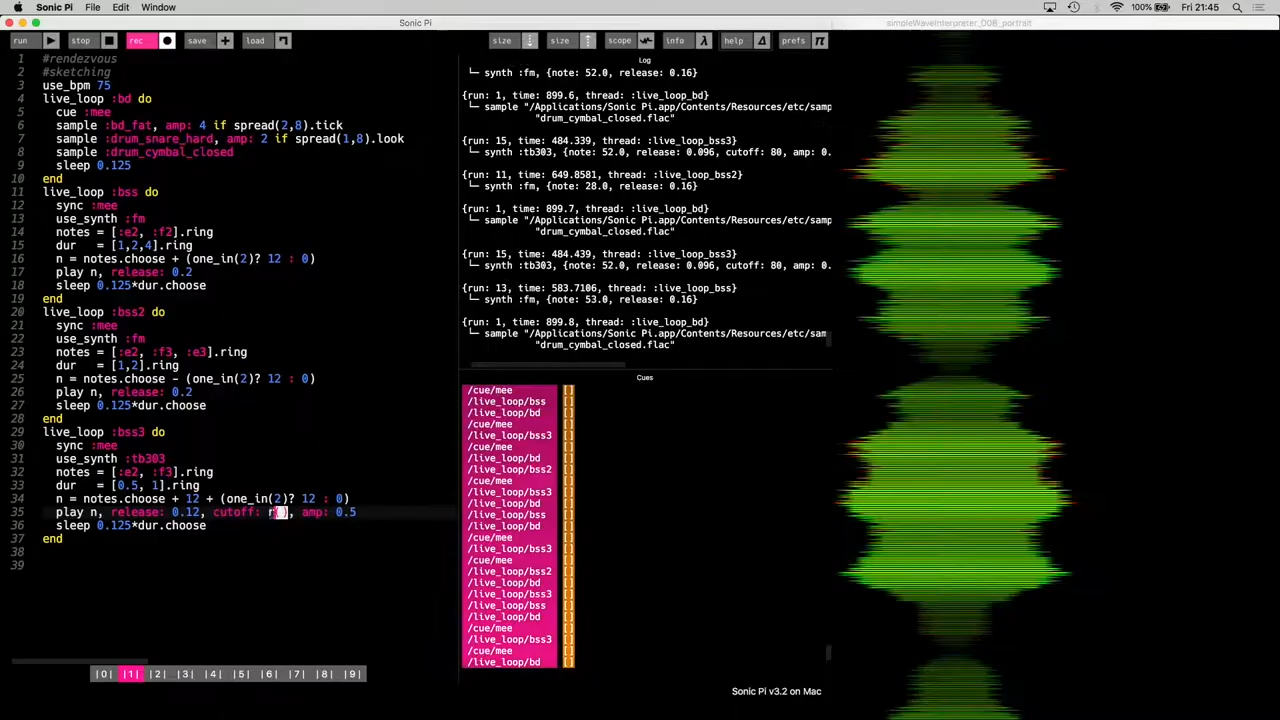 Sonic Pi File Edit Window 100% Fri 21:45
Sonic Pi
simpleWaveInterpreter_008_portrait
run stop rec save + load size size scope info λ help prefs π
1 #rendezvous
2 #sketching
3 use_bpm 75
4 live_loop :bd do
5 cue :mee
6 sample :bd_fat, amp: 4 if spread(2,8).tick
7 sample :drum_snare_hard, amp: 2 if spread(1,8).look
8 sample :drum_cymbal_closed
9 sleep 0.125
10 end
11 live_loop :bss do
12 sync :mee
13 use_synth :fm
14 notes = [:e2, :f2].ring
15 dur = [1,2,4].ring
16 n = notes.choose + (one_in(2)? 12 : 0)
17 play n, release: 0.2
18 sleep 0.125*dur.choose
19 end
20 live_loop :bss2 do
21 sync :mee
22 use_synth :fm
23 notes = [:e2, :f3, :e3].ring
24 dur = [1,2].ring
25 n = notes.choose - (one_in(2)? 12 : 0)
26 play n, release: 0.2
27 sleep 0.125*dur.choose
28 end
29 live_loop :bss3 do
30 sync :mee
31 use_synth :tb303
32 notes = [:e2, :f3].ring
33 dur = [0.5, 1].ring
34 n = notes.choose + 12 + (one_in(2)? 12 : 0)
35 play n, release: 0.12, cutoff: r(), amp: 0.5
36 sleep 0.125*dur.choose
37 end
38
39
|0| |1| |2| |3| |4| |5| |6| |7| |8| |9|
Log
└─ synth :fm, {note: 52.0, release: 0.16}
{run: 1, time: 899.6, thread: :live_loop_bd}
└─ sample "/Applications/Sonic Pi.app/Contents/Resources/etc/sam
"drum_cymbal_closed.flac"
{run: 15, time: 484.339, thread: :live_loop_bss3}
└─ synth :tb303, {note: 52.0, release: 0.096, cutoff: 80, amp: 0.
{run: 11, time: 649.8581, thread: :live_loop_bss2}
└─ synth :fm, {note: 28.0, release: 0.16}
{run: 1, time: 899.7, thread: :live_loop_bd}
└─ sample "/Applications/Sonic Pi.app/Contents/Resources/etc/sam
"drum_cymbal_closed.flac"
{run: 15, time: 484.439, thread: :live_loop_bss3}
└─ synth :tb303, {note: 52.0, release: 0.096, cutoff: 80, amp: 0.
{run: 13, time: 583.7106, thread: :live_loop_bss}
└─ synth :fm, {note: 53.0, release: 0.16}
{run: 1, time: 899.8, thread: :live_loop_bd}
└─ sample "/Applications/Sonic Pi.app/Contents/Resources/etc/sam
"drum_cymbal_closed.flac"
Cues
/cue/mee []
/live_loop/bss []
/live_loop/bd []
/cue/mee []
/live_loop/bss3 []
/cue/mee []
/live_loop/bd []
/live_loop/bss2 []
/cue/mee []
/live_loop/bss3 []
/live_loop/bd []
/live_loop/bss []
/live_loop/bd []
/cue/mee []
/live_loop/bss3 []
/cue/mee []
/live_loop/bss2 []
/live_loop/bd []
/live_loop/bss3 []
/live_loop/bss []
/live_loop/bd []
/cue/mee []
/live_loop/bss3 []
/cue/mee []
/live_loop/bd []
Sonic Pi v3.2 on Mac